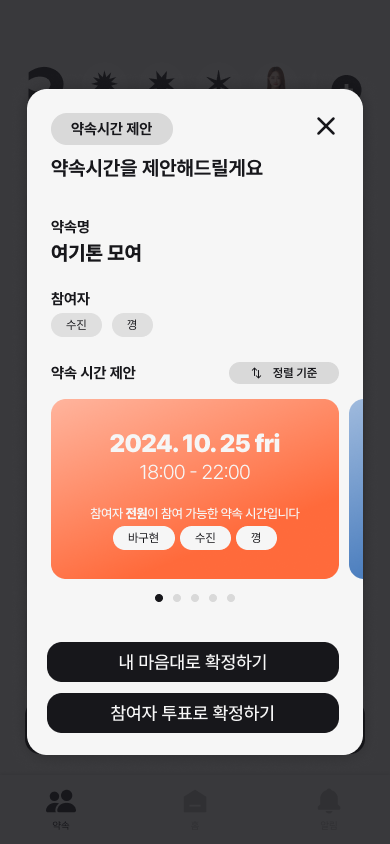 약속시간 제안
약속시간을 제안해드릴게요
약속명
여기톤 모여
참여자
수진
꼉
약속 시간 제안
정렬 기준
2024. 10. 25 fri
18:00 - 22:00
참여자 전원이 참여 가능한 약속 시간입니다
바구현
수진
꼉
내 마음대로 확정하기
참여자 투표로 확정하기
약속